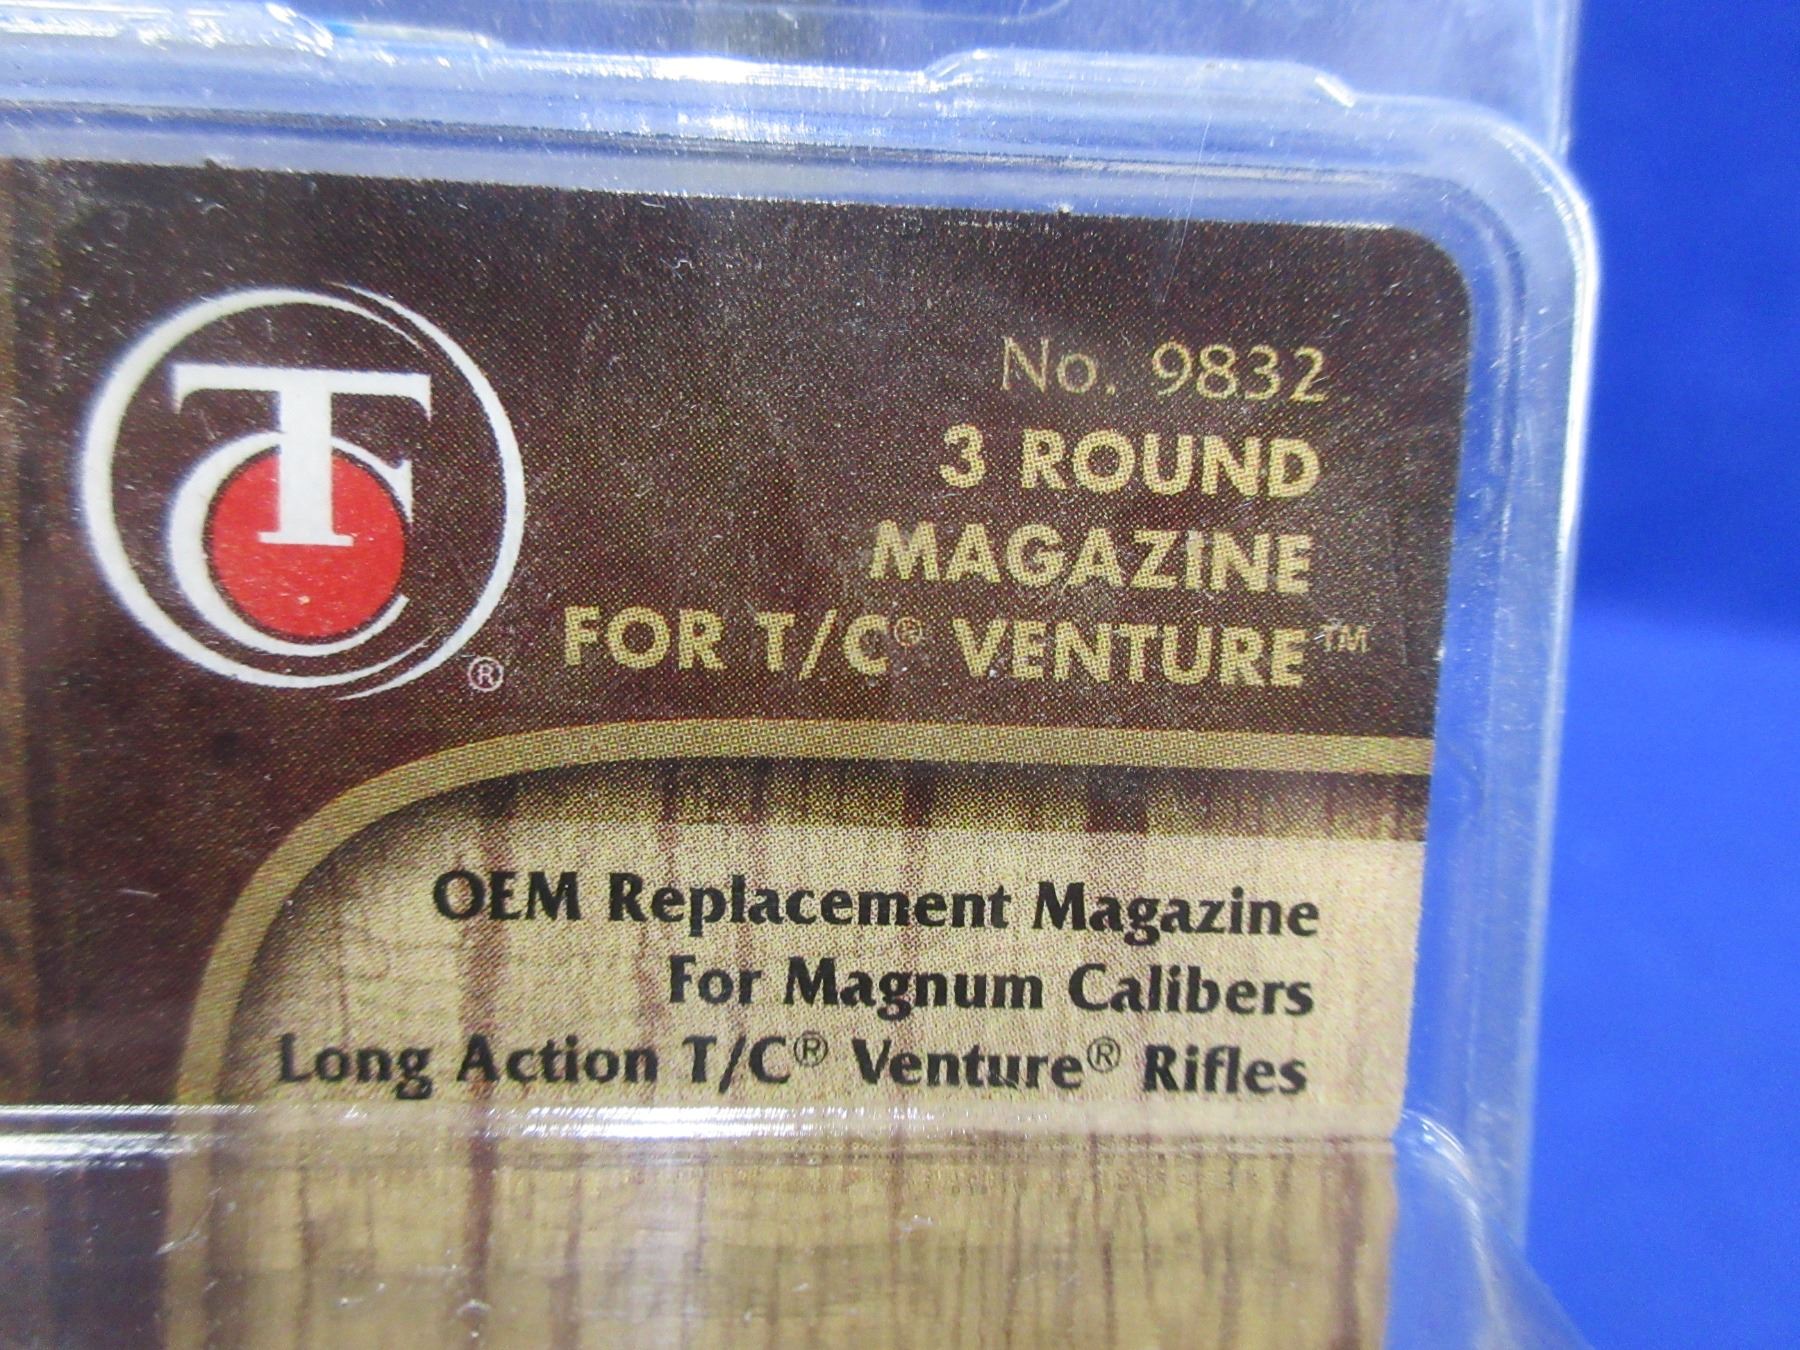 TC®
No. 9832
3 ROUND
MAGAZINE
FOR T/C® VENTURE™
OEM Replacement Magazine
For Magnum Calibers
Long Action T/C® Venture® Rifles